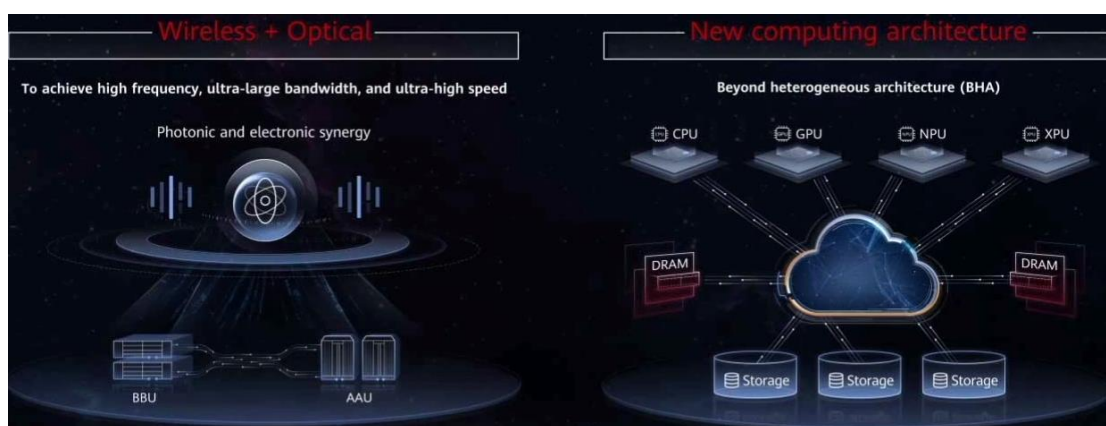 Wireless + Optical
To achieve high frequency, ultra-large bandwidth, and ultra-high speed
Photonic and electronic synergy
BBU
AAU
New computing architecture
Beyond heterogeneous architecture (BHA)
CPU
GPU
NPU
XPU
DRAM
DRAM
Storage
Storage
Storage